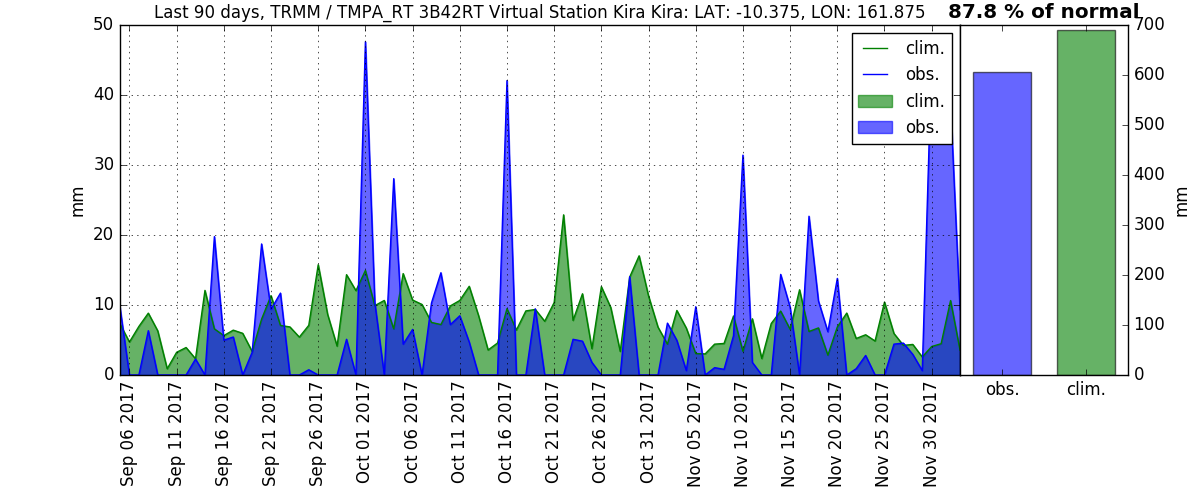 Last 90 days, TRMM / TMPA_RT 3B42RT Virtual Station Kira Kira: LAT: -10.375, LON: 161.875
87.8 % of normal
50
40
30
20
10
0
mm
clim.
obs.
clim.
obs.
700
600
500
400
300
200
100
0
mm
obs.
clim.
Sep 06 2017
Sep 11 2017
Sep 16 2017
Sep 21 2017
Sep 26 2017
Oct 01 2017
Oct 06 2017
Oct 11 2017
Oct 16 2017
Oct 21 2017
Oct 26 2017
Oct 31 2017
Nov 05 2017
Nov 10 2017
Nov 15 2017
Nov 20 2017
Nov 25 2017
Nov 30 2017